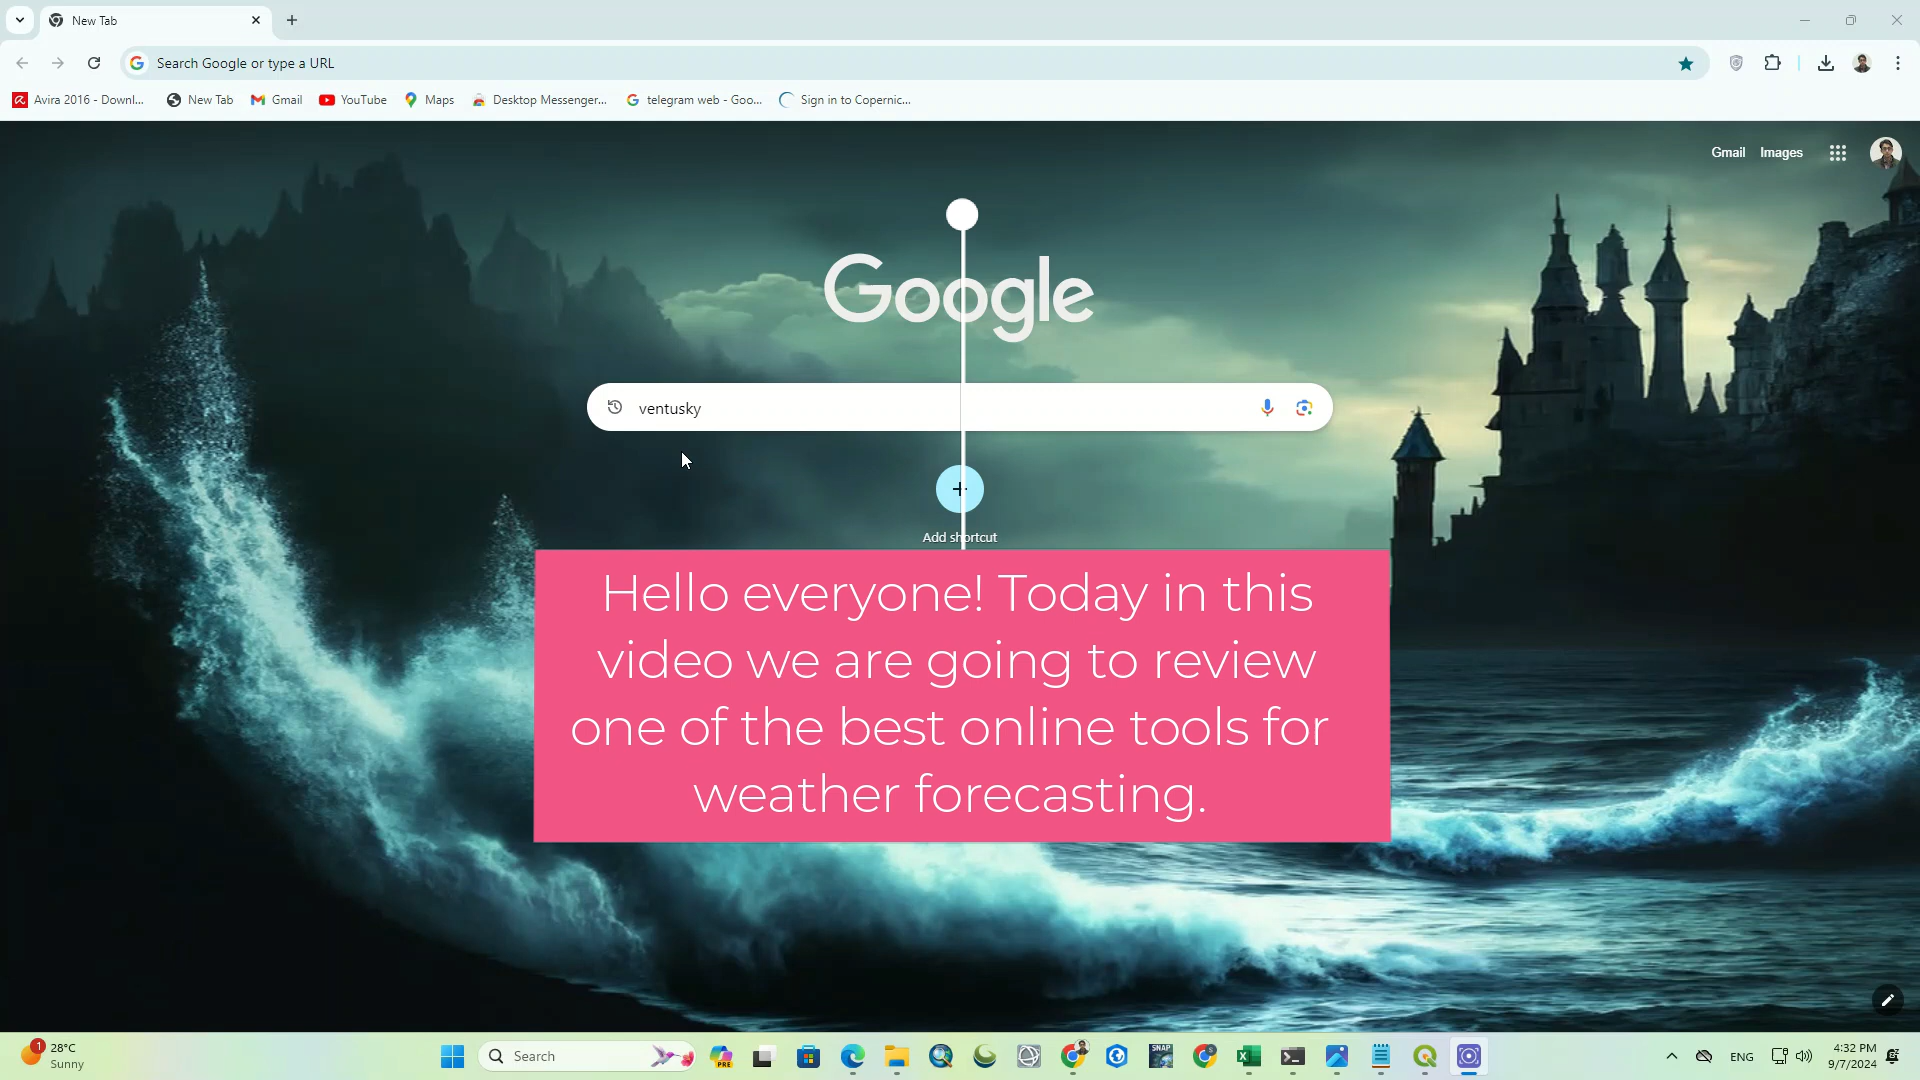 New Tab
Search Google or type a URL
Avira 2016 - Downl...
New Tab
Gmail
YouTube
Maps
Desktop Messenger...
telegram web - Goo...
Sign in to Copernic...
Gmail
Images
Google
ventusky
Add shortcut
Hello everyone! Today in this
video we are going to review
one of the best online tools for
weather forecasting.
1
28°C
Sunny
Search
PRE
SNAP
ENG
4:32 PM
9/7/2024